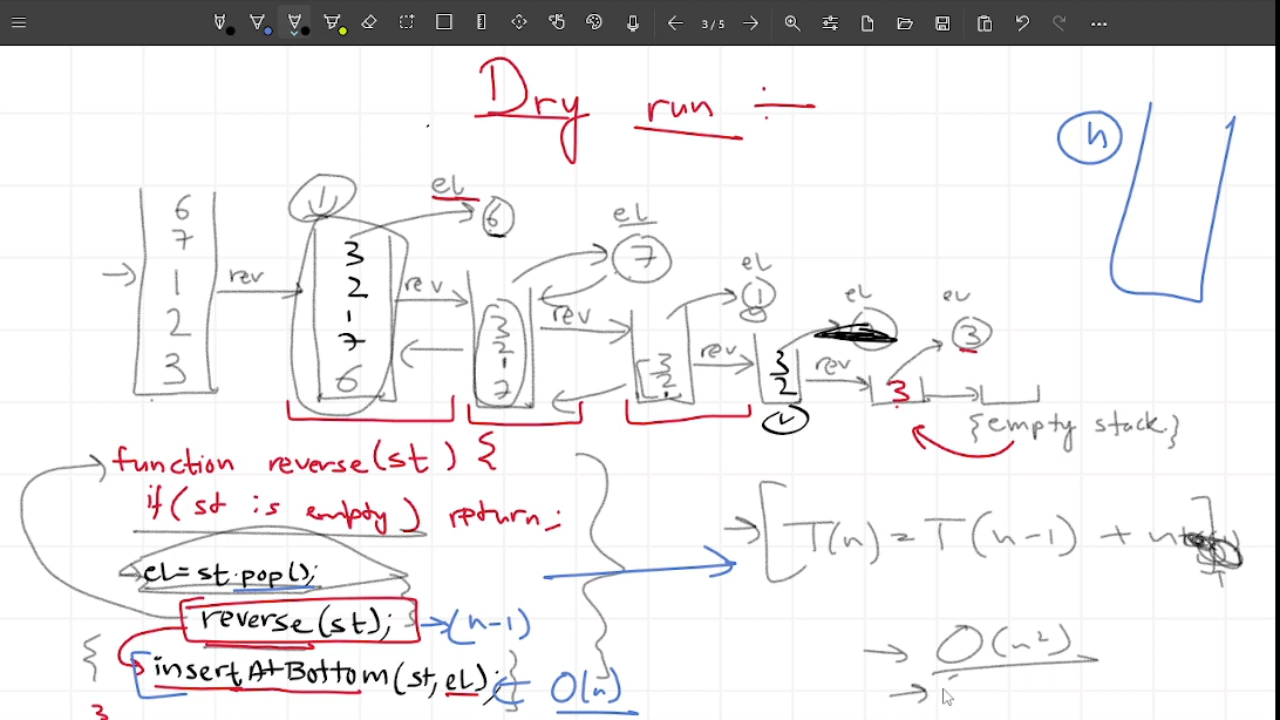 3 / 5
Dry run :-
n
6
7
1
2
3
rev
1
3
2
1
7
6
el
6
rev
3
2
1
7
el
7
rev
3
2
1
el
1
rev
3
2
el
rev
3
el
3
{empty stack}
function reverse(st) {
if(st is empty) return;
el=st.pop();
reverse(st); → (n-1)
insertAtBottom(st, el); ← O(n)
}
3
→ [T(n) = T(n-1) + n]
→ O(n²)
→